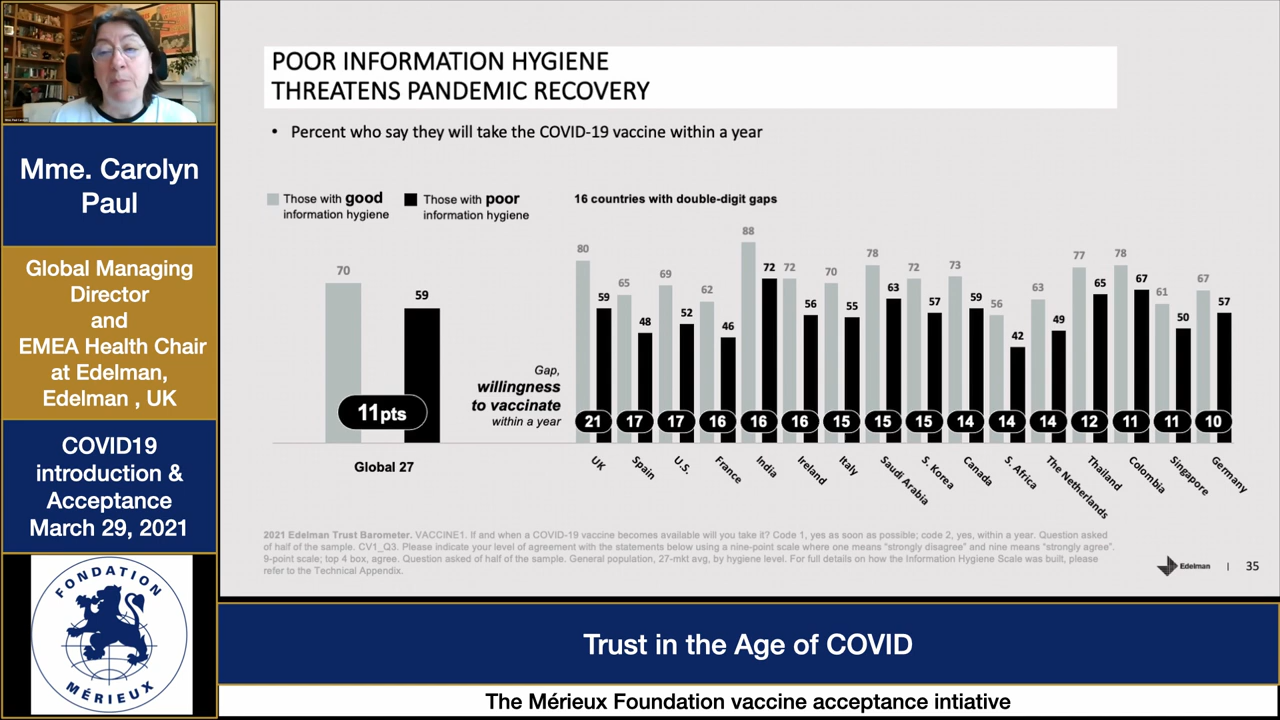 Mme. Carolyn
Paul
Global Managing
Director
and
EMEA Health Chair
at Edelman,
Edelman , UK
COVID19
introduction &
Acceptance
March 29, 2021
FONDATION
MÉRIEUX
POOR INFORMATION HYGIENE
THREATENS PANDEMIC RECOVERY
• Percent who say they will take the COVID-19 vaccine within a year
Those with good
information hygiene
Those with poor
information hygiene
16 countries with double-digit gaps
70
59
11pts
Global 27
Gap,
willingness
to vaccinate
within a year
80 59 21 UK
65 48 17 Spain
69 52 17 U.S.
62 46 16 France
88 72 16 India
72 56 16 Ireland
70 55 15 Italy
78 63 15 Saudi Arabia
72 57 15 S. Korea
73 59 14 Canada
56 42 14 S. Africa
63 49 14 The Netherlands
77 65 12 Thailand
78 67 11 Colombia
61 50 11 Singapore
67 57 10 Germany
2021 Edelman Trust Barometer. VACCINE1. If and when a COVID-19 vaccine becomes available will you take it? Code 1, yes as soon as possible; code 2, yes, within a year. Question asked
of half of the sample. CV1_Q3. Please indicate your level of agreement with the statements below using a nine-point scale where one means “strongly disagree” and nine means “strongly agree”.
9-point scale; top 4 box, agree. Question asked of half of the sample. General population, 27-mkt avg, by hygiene level. For full details on how the Information Hygiene Scale was built, please
refer to the Technical Appendix.
Edelman | 35
Trust in the Age of COVID
The Mérieux Foundation vaccine acceptance intiative